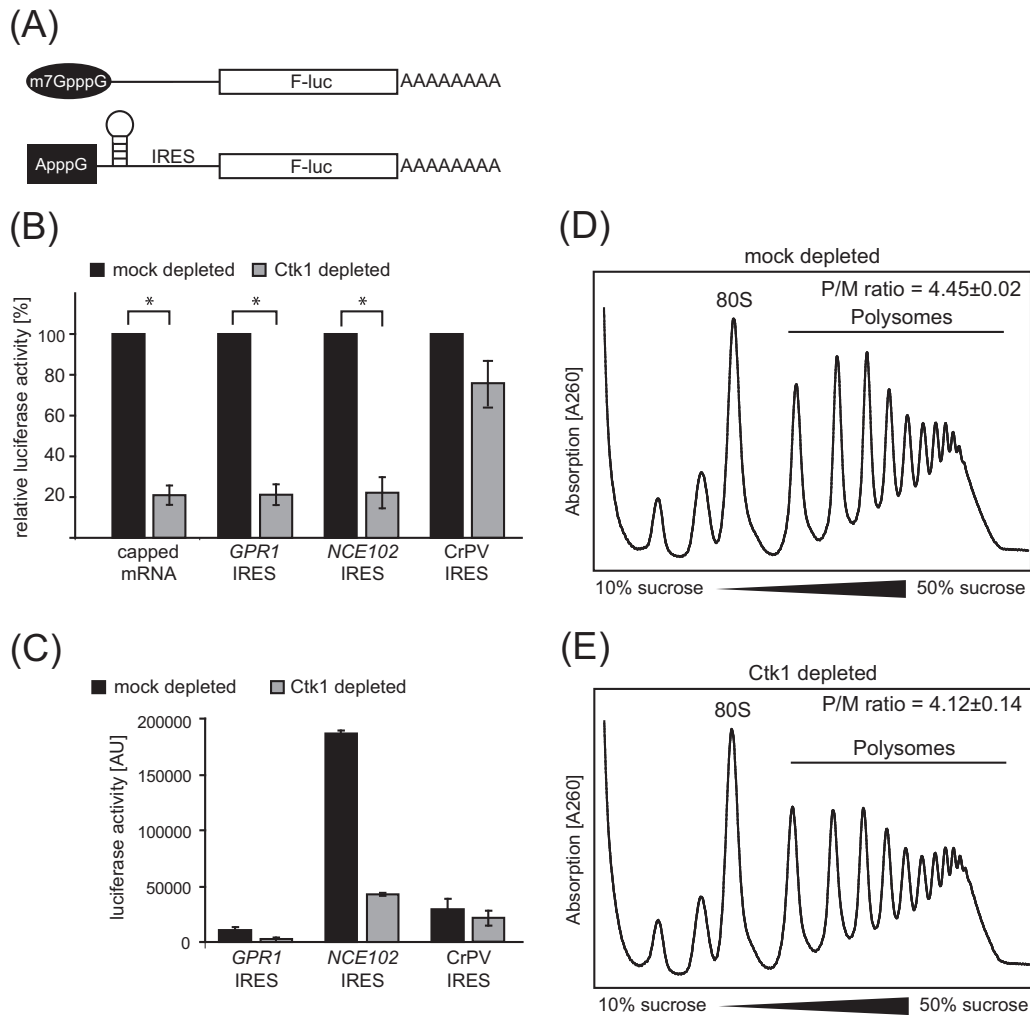 (A)
m7GpppG
F-luc
AAAAAAAA
ApppG
IRES
F-luc
AAAAAAAA
(B)
mock depleted
Ctk1 depleted
relative luciferase activity [%]
100
80
60
40
20
*
*
*
capped
mRNA
GPR1
IRES
NCE102
IRES
CrPV
IRES
(C)
mock depleted
Ctk1 depleted
luciferase activity [AU]
200000
150000
100000
50000
0
GPR1
IRES
NCE102
IRES
CrPV
IRES
(D)
mock depleted
P/M ratio = 4.45±0.02
80S
Polysomes
Absorption [A260]
10% sucrose
50% sucrose
(E)
Ctk1 depleted
P/M ratio = 4.12±0.14
80S
Polysomes
Absorption [A260]
10% sucrose
50% sucrose